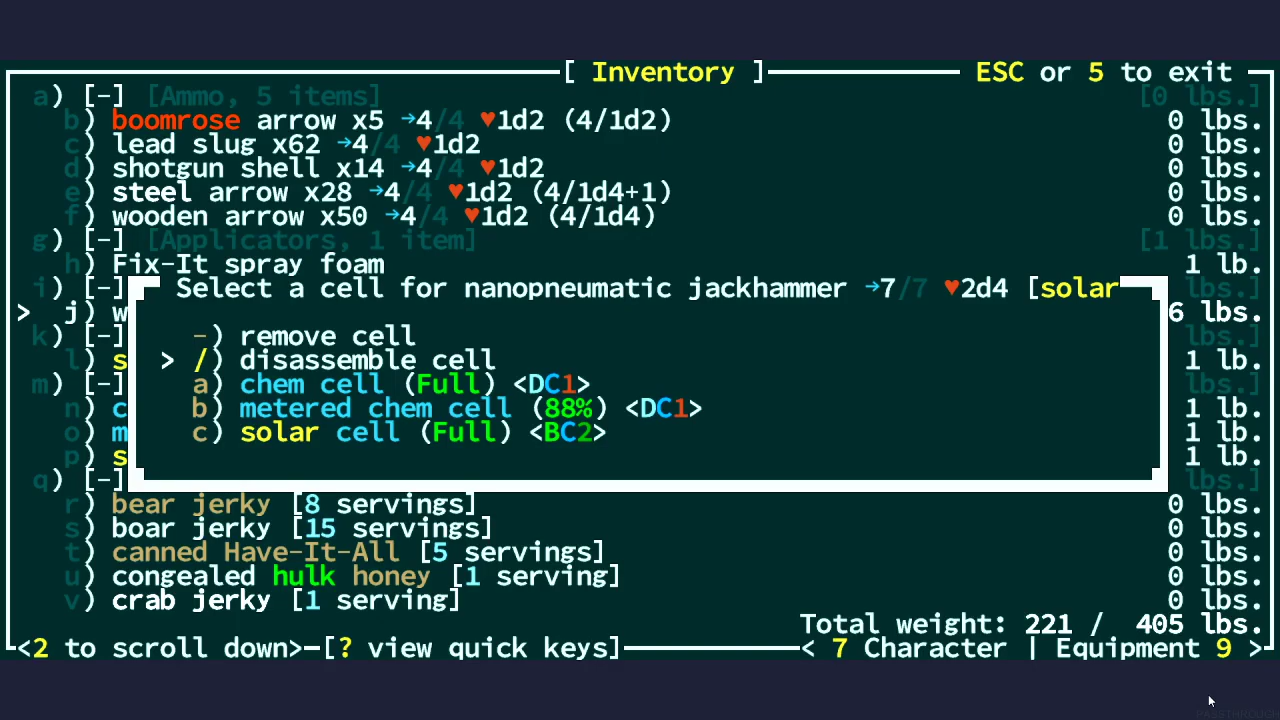 [ Inventory ] ESC or 5 to exit
a) [-] [Ammo, 5 items] [0 lbs.]
b) boomrose arrow x5 →4/4 ♥1d2 (4/1d2) 0 lbs.
c) lead slug x62 →4/4 ♥1d2 0 lbs.
d) shotgun shell x14 →4/4 ♥1d2 0 lbs.
e) steel arrow x28 →4/4 ♥1d2 (4/1d4+1) 0 lbs.
f) wooden arrow x50 →4/4 ♥1d2 (4/1d4) 0 lbs.
g) [-] [Applicators, 1 item] [1 lbs.]
h) Fix-It spray foam 1 lb.
i) [-] Select a cell for nanopneumatic jackhammer →7/7 ♥2d4 [solar lbs.]
> j) w 6 lbs.
k) [-] -) remove cell lbs.]
l) s > /) disassemble cell 1 lb.
m) [-] a) chem cell (Full) <DC1> lbs.]
n) c b) metered chem cell (88%) <DC1> 1 lb.
o) m c) solar cell (Full) <BC2> 1 lb.
p) s 1 lb.
q) [-] lbs.]
r) bear jerky [8 servings] 0 lbs.
s) boar jerky [15 servings] 0 lbs.
t) canned Have-It-All [5 servings] 0 lbs.
u) congealed hulk honey [1 serving] 0 lbs.
v) crab jerky [1 serving] 0 lbs.
Total weight: 221 / 405 lbs.
<2 to scroll down> [? view quick keys] < 7 Character | Equipment 9 >